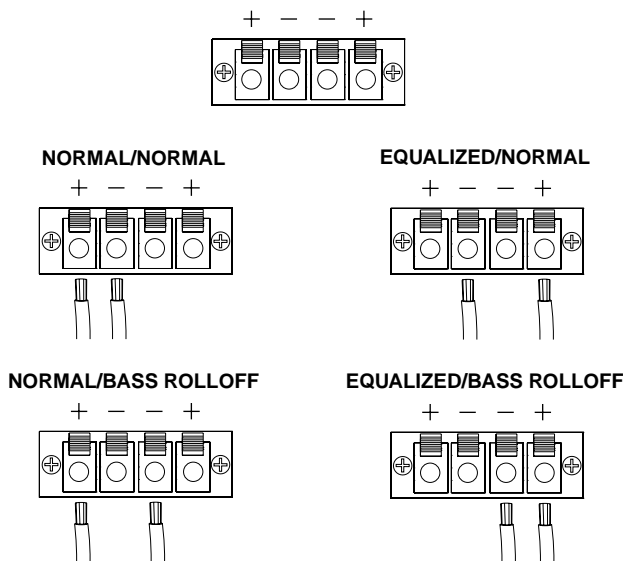 + − − +
NORMAL/NORMAL
+ − − +
EQUALIZED/NORMAL
+ − − +
NORMAL/BASS ROLLOFF
+ − − +
EQUALIZED/BASS ROLLOFF
+ − − +